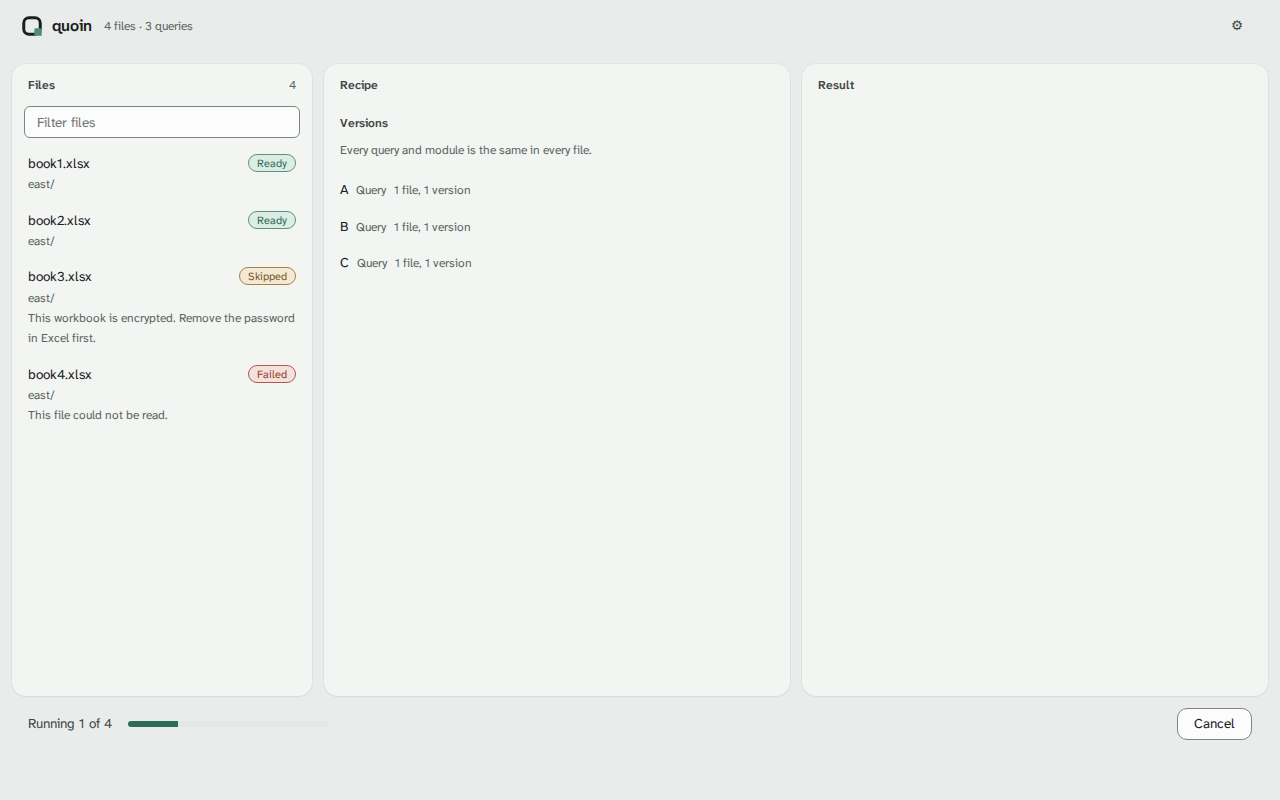 quoin 4 files · 3 queries
Files 4
Filter files
book1.xlsx Ready
east/
book2.xlsx Ready
east/
book3.xlsx Skipped
east/
This workbook is encrypted. Remove the password
in Excel first.
book4.xlsx Failed
east/
This file could not be read.
Recipe
Versions
Every query and module is the same in every file.
A Query 1 file, 1 version
B Query 1 file, 1 version
C Query 1 file, 1 version
Result
Running 1 of 4
Cancel